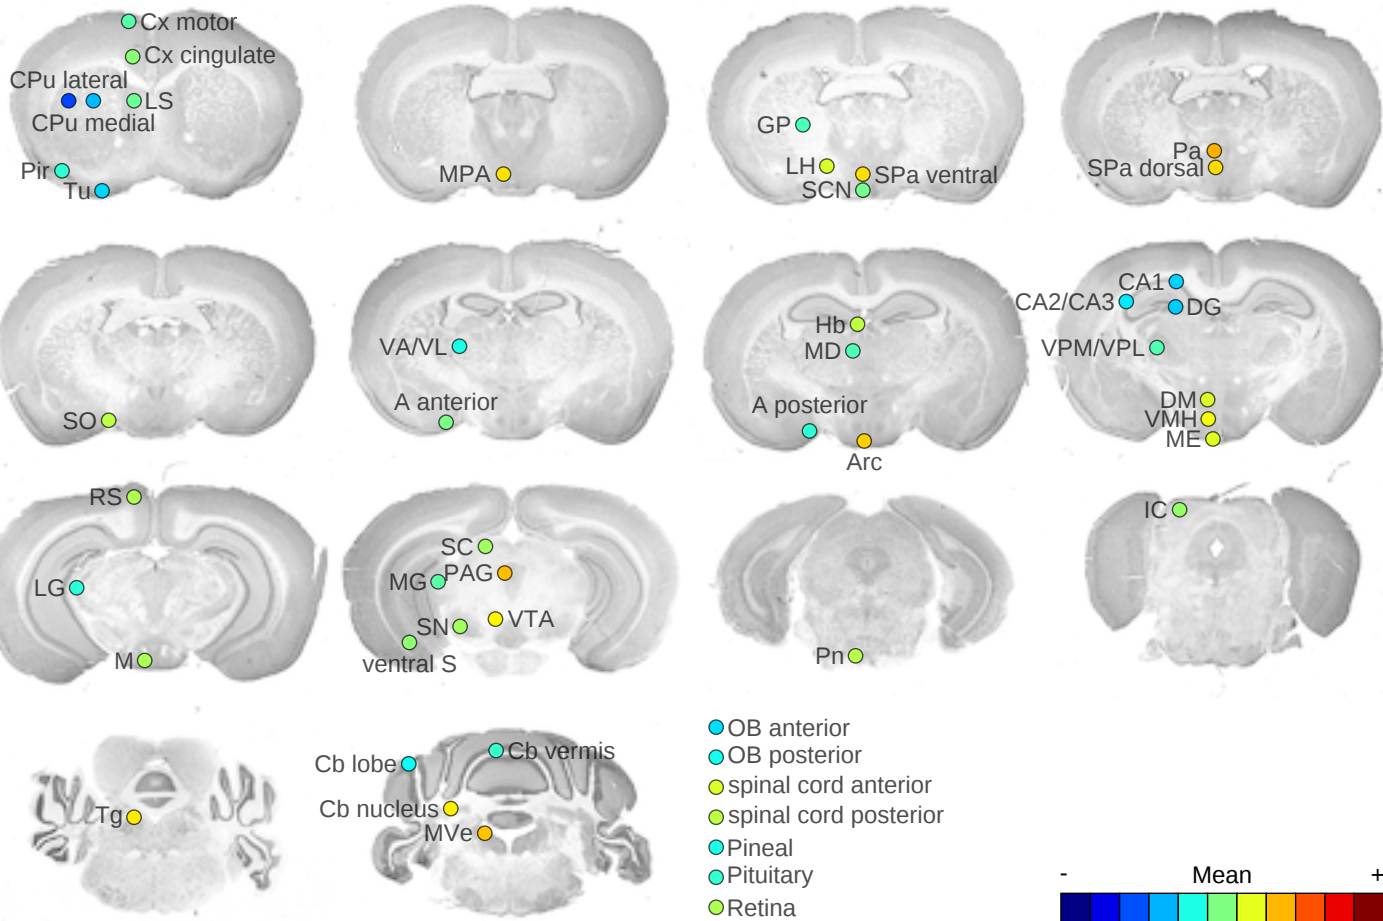 Cx motor
Cx cingulate
CPu lateral
LS
CPu medial
Pir
Tu
MPA
GP
LH
SPa ventral
SCN
Pa
SPa dorsal
SO
VA/VL
A anterior
Hb
MD
A posterior
Arc
CA1
CA2/CA3
DG
VPM/VPL
DM
VMH
ME
RS
LG
M
SC
PAG
MG
VTA
SN
ventral S
Pn
IC
Tg
Cb lobe
Cb vermis
Cb nucleus
MVe
OB anterior
OB posterior
spinal cord anterior
spinal cord posterior
Pineal
Pituitary
Retina
- Mean +